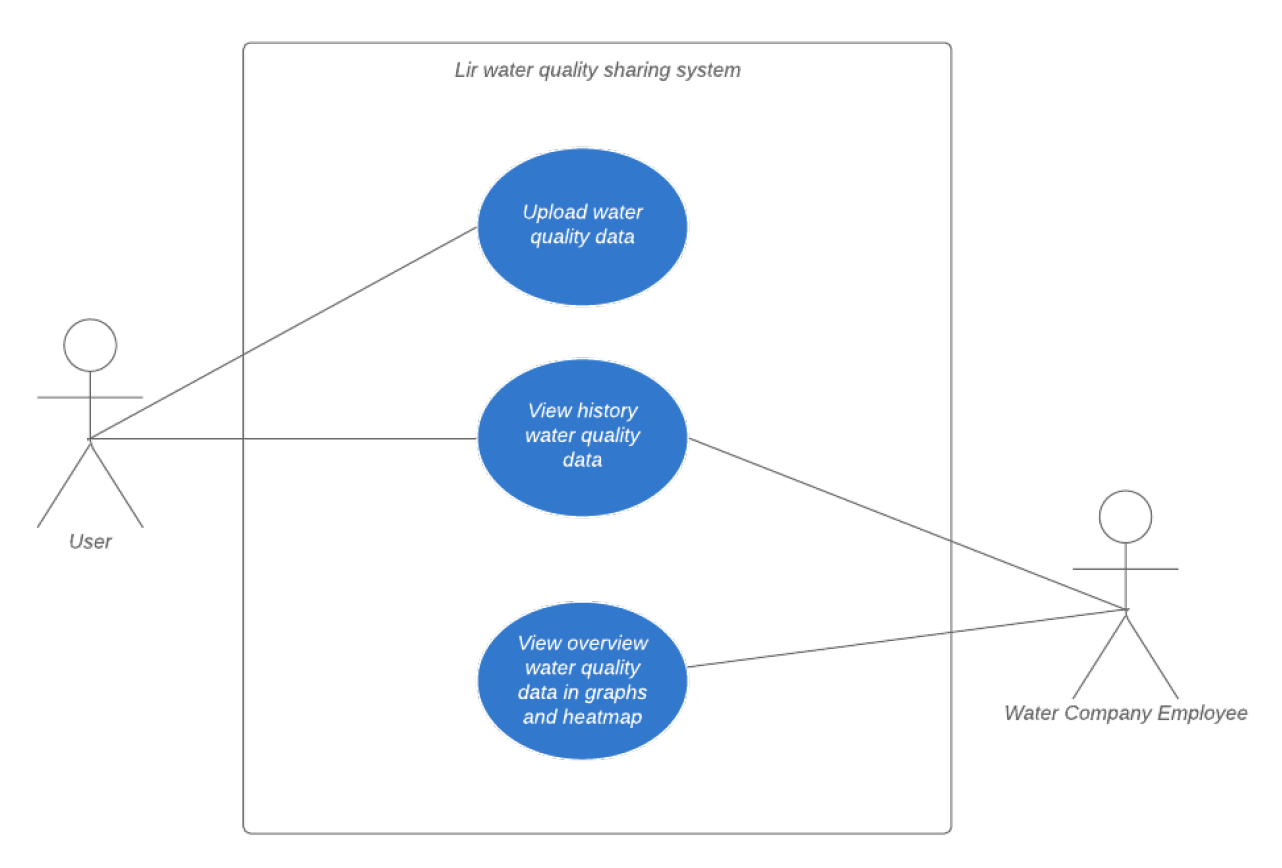 Lir water quality sharing system
Upload water
quality data
View history
water quality
data
User
View overview
water quality
data in graphs
and heatmap
Water Company Employee